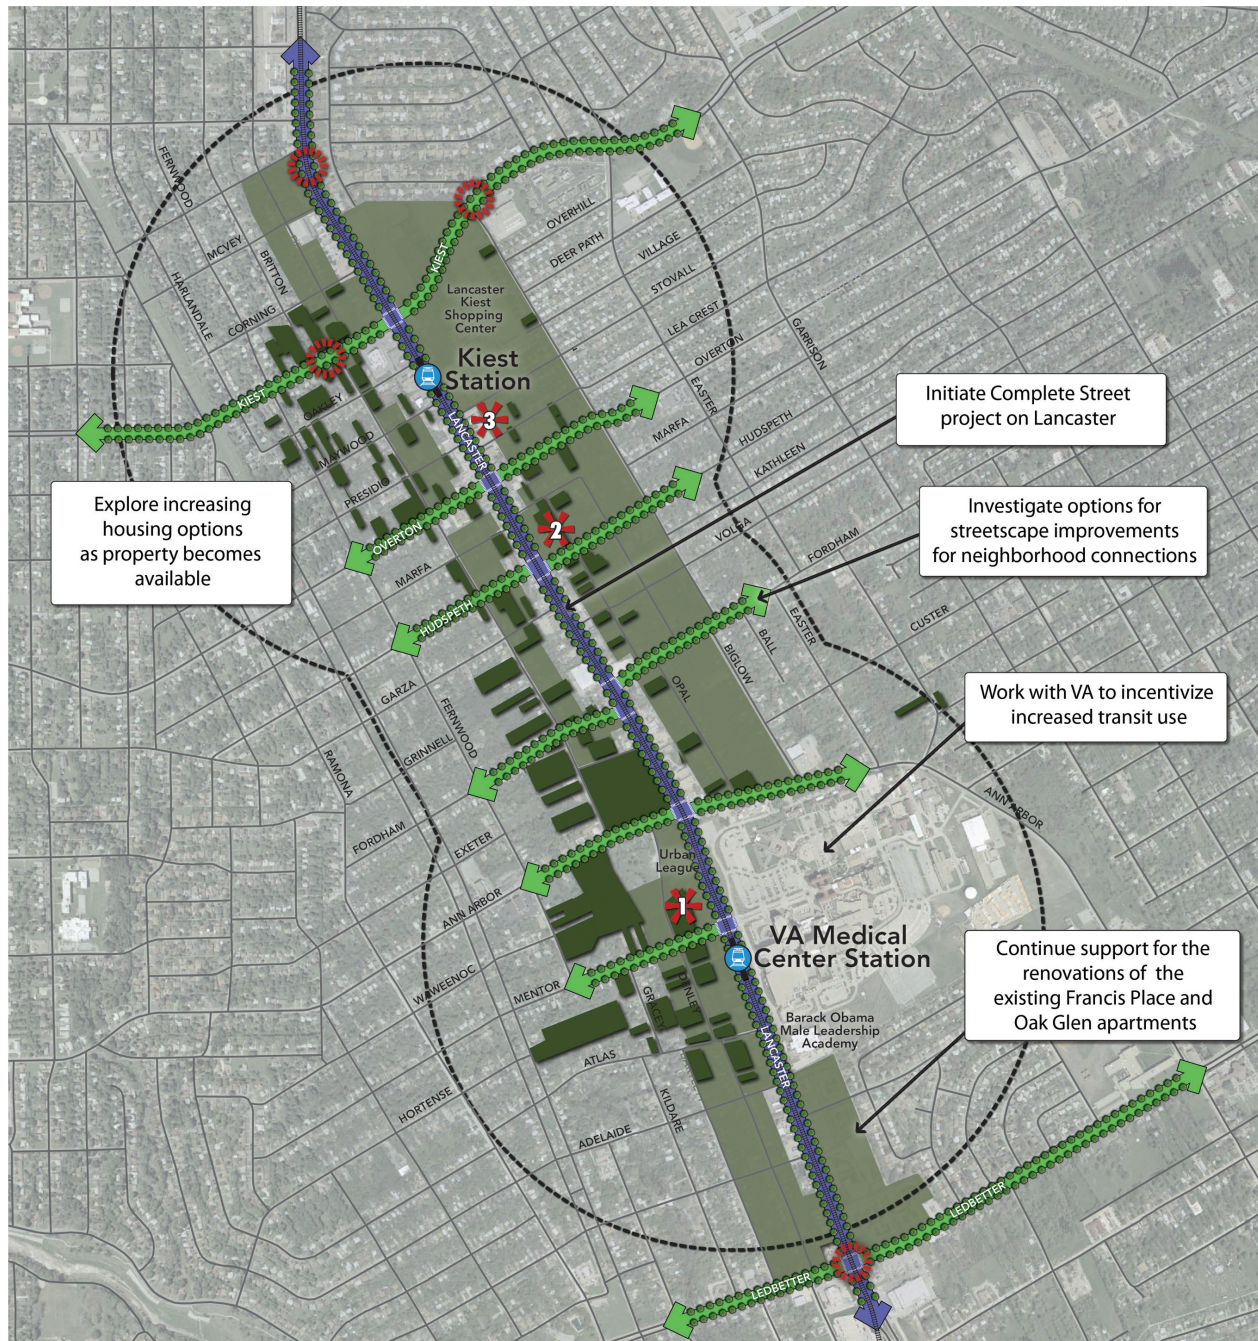 FERNWOOD
MCVEY
BRITTON
HARLANDALE
CORNING
KIEST
OVERHILL
DEER PATH
VILLAGE
STOVALL
LEA CREST
GARRISON
OVERTON
EASTER
Lancaster
Kiest
Shopping
Center
Kiest
Station
KIEST
OAKLEY
MAYWOOD
PRESIDIO
LANCASTER
3
MARFA
HUDSPETH
KATHLEEN
Initiate Complete Street
project on Lancaster
Explore increasing
housing options
as property becomes
available
Investigate options for
streetscape improvements
for neighborhood connections
OVERTON
MARFA
HUDSPETH
2
VOLGA
FORDHAM
EASTER
CUSTER
BALL
BIGLOW
OPAL
GARZA
FERNWOOD
GRINNELL
RAMONA
FORDHAM
EXETER
Work with VA to incentivize
increased transit use
ANN ARBOR
Urban
League
ANN ARBOR
1
VA Medical
Center Station
WAWEENOC
MENTOR
GRACEY
DENLEY
Continue support for the
renovations of the
existing Francis Place and
Oak Glen apartments
Barack Obama
Male Leadership
Academy
LANCASTER
ATLAS
HORTENSE
KILDARE
ADELAIDE
LEDBETTER
LEDBETTER